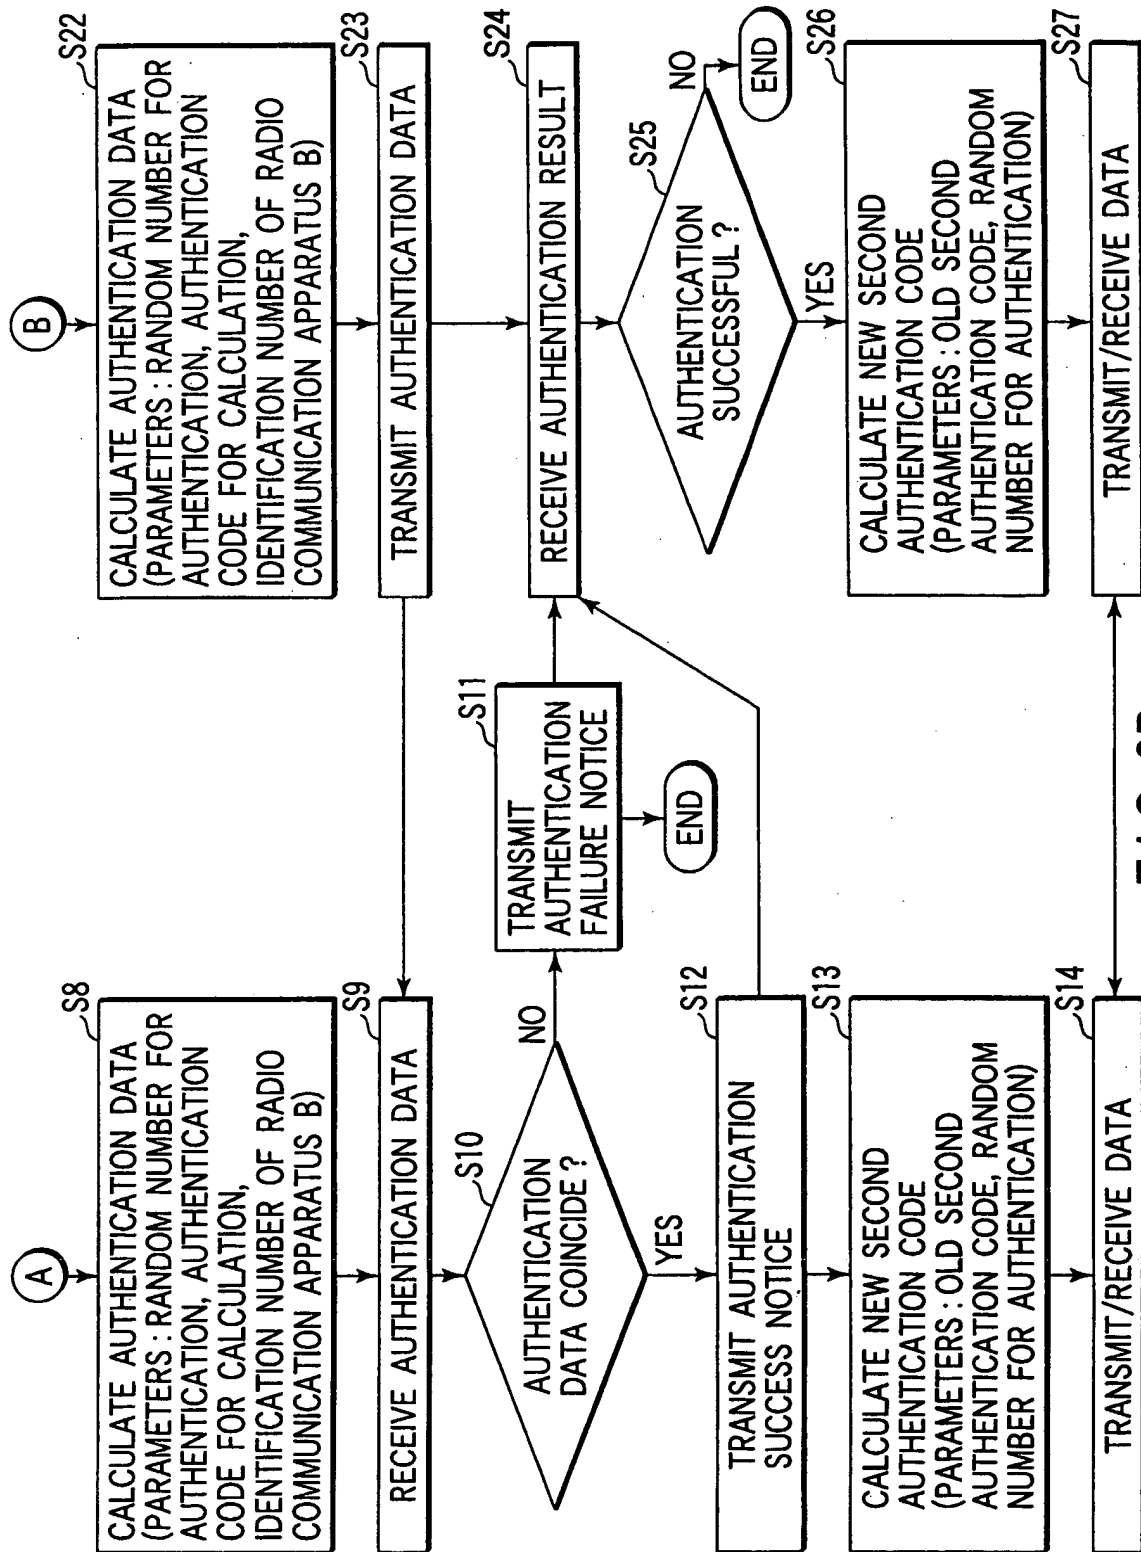 A
S8
CALCULATE AUTHENTICATION DATA
(PARAMETERS : RANDOM NUMBER FOR
AUTHENTICATION, AUTHENTICATION
CODE FOR CALCULATION,
IDENTIFICATION NUMBER OF RADIO
COMMUNICATION APPARATUS B)
S9
RECEIVE AUTHENTICATION DATA
S10
AUTHENTICATION
DATA COINCIDE ?
NO
YES
S11
TRANSMIT
AUTHENTICATION
FAILURE NOTICE
END
S12
TRANSMIT AUTHENTICATION
SUCCESS NOTICE
S13
CALCULATE NEW SECOND
AUTHENTICATION CODE
(PARAMETERS : OLD SECOND
AUTHENTICATION CODE, RANDOM
NUMBER FOR AUTHENTICATION)
S14
TRANSMIT/RECEIVE DATA
B
S22
CALCULATE AUTHENTICATION DATA
(PARAMETERS : RANDOM NUMBER FOR
AUTHENTICATION, AUTHENTICATION
CODE FOR CALCULATION,
IDENTIFICATION NUMBER OF RADIO
COMMUNICATION APPARATUS B)
S23
TRANSMIT AUTHENTICATION DATA
S24
RECEIVE AUTHENTICATION RESULT
S25
AUTHENTICATION
SUCCESSFUL ?
NO
END
YES
S26
CALCULATE NEW SECOND
AUTHENTICATION CODE
(PARAMETERS : OLD SECOND
AUTHENTICATION CODE, RANDOM
NUMBER FOR AUTHENTICATION)
S27
TRANSMIT/RECEIVE DATA